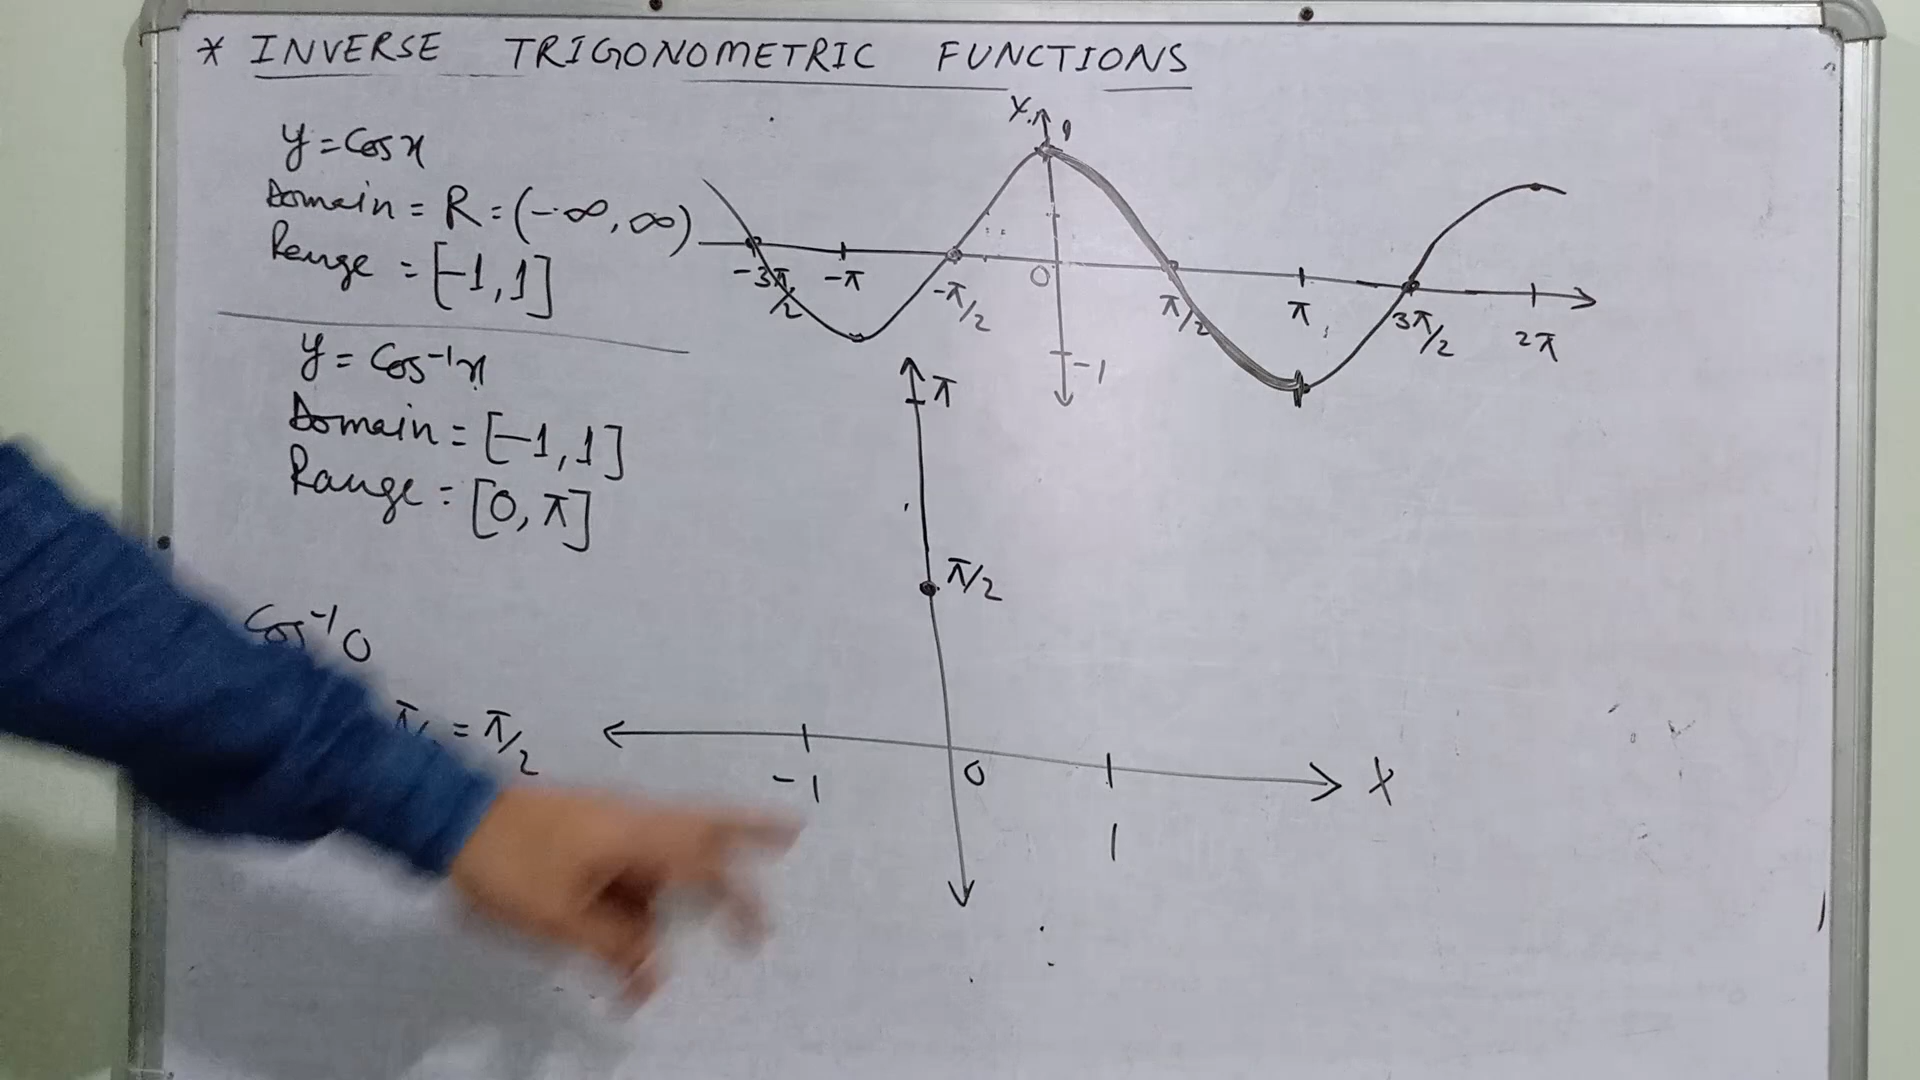 * INVERSE TRIGONOMETRIC FUNCTIONS
y = Cos x
Domain = R = (-∞, ∞)
Range = [-1, 1]
y = Cos⁻¹x
Domain = [-1, 1]
Range = [0, π]
Cos⁻¹0
= π/2
Y
1
-3π/2
-π
-π/2
0
π/2
π
3π/2
2π
-1
π
π/2
-1
0
1
X